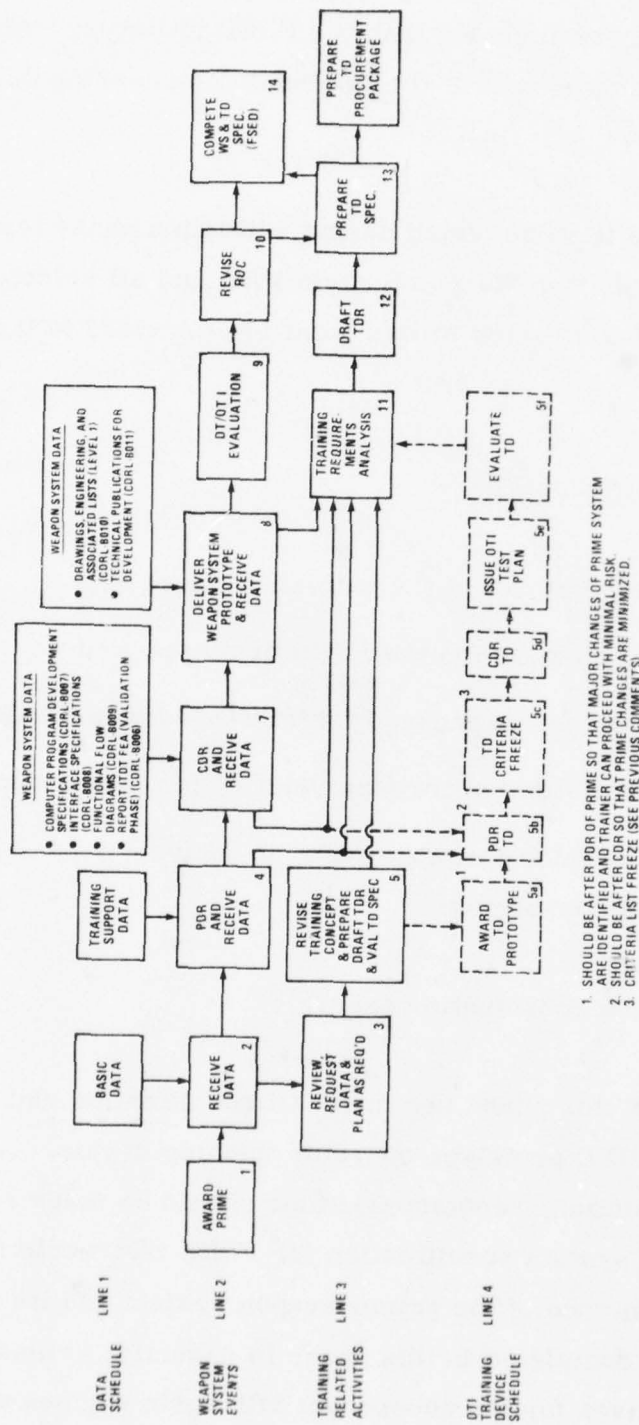 DATA
SCHEDULE
LINE 1
BASIC
DATA
TRAINING
SUPPORT
DATA
WEAPON SYSTEM DATA
• COMPUTER PROGRAM DEVELOPMENT
SPECIFICATIONS (CDRL 8007)
• INTERFACE SPECIFICATIONS
(CDRL 8008)
• FUNCTIONAL FLOW
DIAGRAMS (CDRL 8009)
• REPORT ITDT FEA (VALIDATION
PHASE) (CDRL 8006)
WEAPON SYSTEM DATA
• DRAWINGS, ENGINEERING, AND
ASSOCIATED LISTS (LEVEL 1)
(CDRL 8010)
• TECHNICAL PUBLICATIONS FOR
DEVELOPMENT (CDRL 8011)
WEAPON
SYSTEM
EVENTS
LINE 2
AWARD
PRIME
1
RECEIVE
DATA
2
PDR AND
RECEIVE
DATA
4
CDR AND
RECEIVE
DATA
7
DELIVER
WEAPON SYSTEM
PROTOTYPE
& RECEIVE
DATA
8
DT/OT I
EVALUATION
9
REVISE
ROC
10
COMPETE
WS & TD
SPEC.
(FSED)
14
TRAINING
RELATED
ACTIVITIES
LINE 3
REVIEW,
REQUEST
DATA &
PLAN AS REQ'D
3
REVISE
TRAINING
CONCEPT
& PREPARE
DRAFT TDR
& VAL TD SPEC
5
TRAINING
REQUIRE-
MENTS
ANALYSIS
11
DRAFT
TDR
12
PREPARE
TD
SPEC.
13
PREPARE
TD
PROCUREMENT
PACKAGE
OTI
TRAINING
DEVICE
SCHEDULE
LINE 4
1
AWARD
TD
PROTOTYPE
5a
2
PDR
TD
5b
3
TD
CRITERIA
FREEZE
5c
CDR
TD
5d
ISSUE OTI
TEST
PLAN
5e
EVALUATE
TD
5f
1. SHOULD BE AFTER PDR OF PRIME SO THAT MAJOR CHANGES OF PRIME SYSTEM
ARE IDENTIFIED AND TRAINER CAN PROCEED WITH MINIMAL RISK.
2. SHOULD BE AFTER CDR SO THAT PRIME CHANGES ARE MINIMIZED.
3. CRITERIA LIST FREEZE (SEE PREVIOUS COMMENTS)